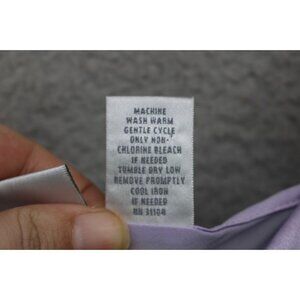 MACHINE
WASH WARM
GENTLE CYCLE
ONLY NON-
CHLORINE BLEACH
IF NEEDED
TUMBLE DRY LOW
REMOVE PROMPTLY
COOL IRON
IF NEEDED
RN 31108